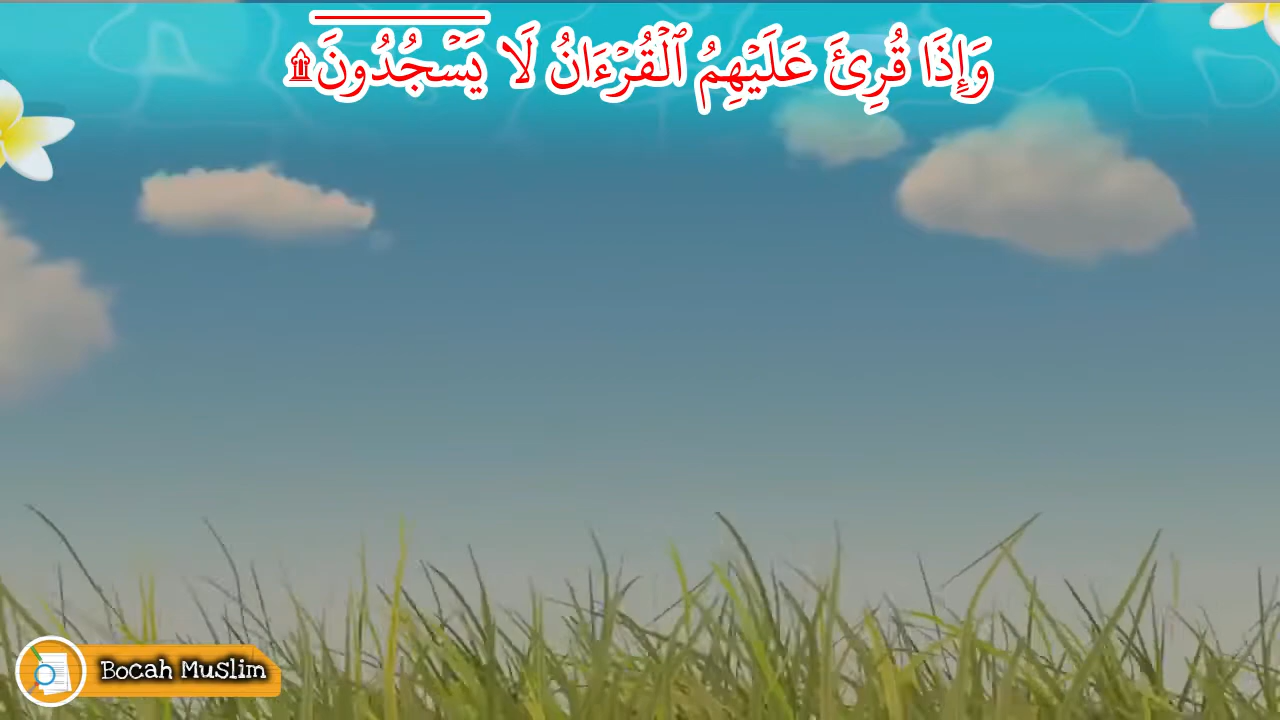 وَإِذَا قُرِئَ عَلَيْهِمُ ٱلْقُرْءَانُ لَا يَسْجُدُونَ۩
Bocah Muslim